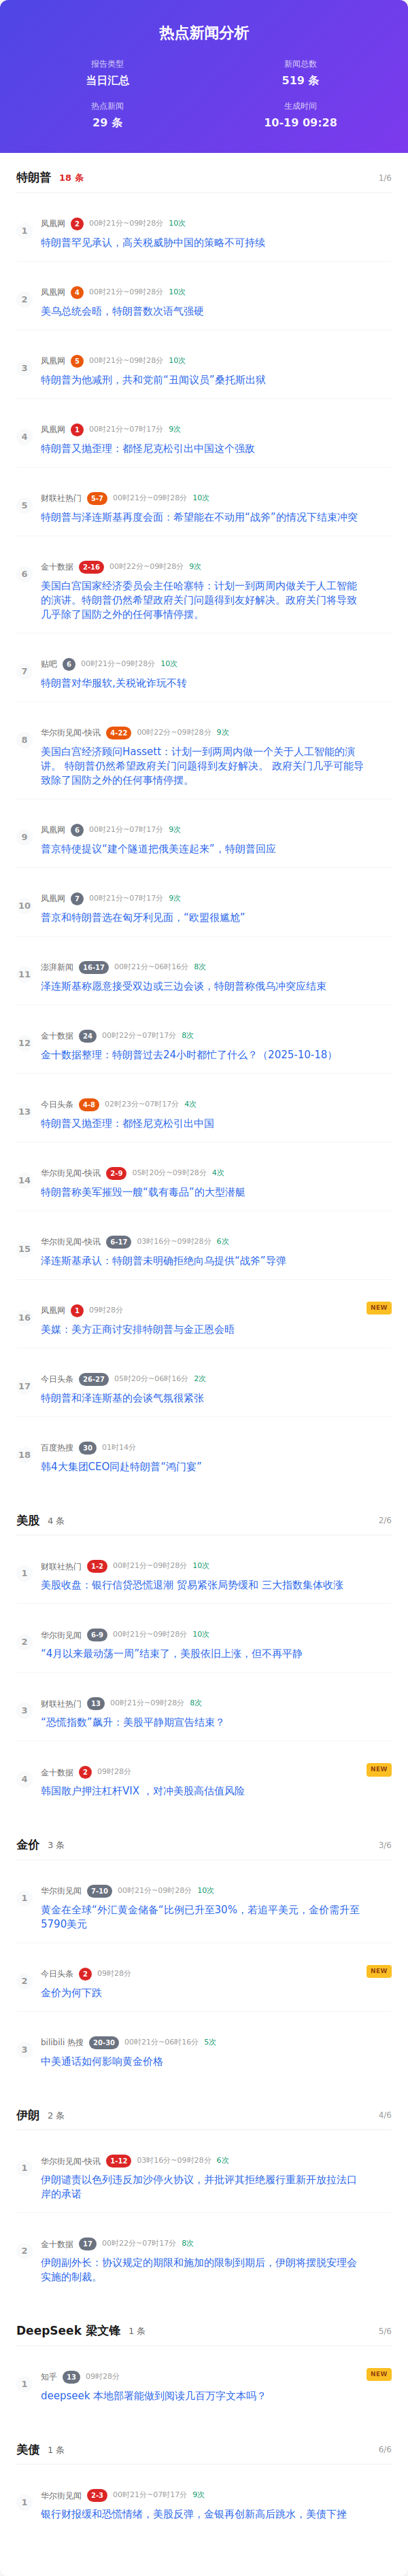 热点新闻分析
报告类型
新闻总数
当日汇总
519 条
热点新闻
生成时间
29 条
10-19 09:28
特朗普 18 条 1/6
凤凰网 2 00时21分~09时28分 10次
1
特朗普罕见承认，高关税威胁中国的策略不可持续
凤凰网 4 00时21分~09时28分 10次
2
美乌总统会晤，特朗普数次语气强硬
凤凰网 5 00时21分~09时28分 10次
3
特朗普为他减刑，共和党前“丑闻议员”桑托斯出狱
凤凰网 1 00时21分~07时17分 9次
4
特朗普又抛歪理：都怪尼克松引出中国这个强敌
财联社热门 5-7 00时21分~09时28分 10次
5
特朗普与泽连斯基再度会面：希望能在不动用“战斧”的情况下结束冲突
金十数据 2-16 00时22分~09时28分 9次
6
美国白宫国家经济委员会主任哈塞特：计划一到两周内做关于人工智能
的演讲。特朗普仍然希望政府关门问题得到友好解决。政府关门将导致
几乎除了国防之外的任何事情停摆。
贴吧 6 00时21分~09时28分 10次
7
特朗普对华服软,关税讹诈玩不转
华尔街见闻-快讯 4-22 00时22分~09时28分 9次
8
美国白宫经济顾问Hassett：计划一到两周内做一个关于人工智能的演
讲。 特朗普仍然希望政府关门问题得到友好解决。 政府关门几乎可能导
致除了国防之外的任何事情停摆。
凤凰网 6 00时21分~07时17分 9次
9
普京特使提议“建个隧道把俄美连起来”，特朗普回应
凤凰网 7 00时21分~07时17分 9次
10
普京和特朗普选在匈牙利见面，“欧盟很尴尬”
澎湃新闻 16-17 00时21分~06时16分 8次
11
泽连斯基称愿意接受双边或三边会谈，特朗普称俄乌冲突应结束
金十数据 24 00时22分~07时17分 8次
12
金十数据整理：特朗普过去24小时都忙了什么？（2025-10-18）
今日头条 4-8 02时23分~07时17分 4次
13
特朗普又抛歪理：都怪尼克松引出中国
华尔街见闻-快讯 2-9 05时20分~09时28分 4次
14
特朗普称美军摧毁一艘“载有毒品”的大型潜艇
华尔街见闻-快讯 6-17 03时16分~09时28分 6次
15
泽连斯基承认：特朗普未明确拒绝向乌提供“战斧”导弹
凤凰网 1 09时28分 NEW
16
美媒：美方正商讨安排特朗普与金正恩会晤
今日头条 26-27 05时20分~06时16分 2次
17
特朗普和泽连斯基的会谈气氛很紧张
百度热搜 30 01时14分
18
韩4大集团CEO同赴特朗普“鸿门宴”
美股 4 条 2/6
财联社热门 1-2 00时21分~09时28分 10次
1
美股收盘：银行信贷恐慌退潮 贸易紧张局势缓和 三大指数集体收涨
华尔街见闻 6-9 00时21分~09时28分 10次
2
“4月以来最动荡一周”结束了，美股依旧上涨，但不再平静
财联社热门 13 00时21分~09时28分 8次
3
“恐慌指数”飙升：美股平静期宣告结束？
金十数据 2 09时28分 NEW
4
韩国散户押注杠杆VIX ，对冲美股高估值风险
金价 3 条 3/6
华尔街见闻 7-10 00时21分~09时28分 10次
1
黄金在全球“外汇黄金储备”比例已升至30%，若追平美元，金价需升至
5790美元
今日头条 2 09时28分 NEW
2
金价为何下跌
bilibili 热搜 20-30 00时21分~06时16分 5次
3
中美通话如何影响黄金价格
伊朗 2 条 4/6
华尔街见闻-快讯 1-12 03时16分~09时28分 6次
1
伊朗谴责以色列违反加沙停火协议，并批评其拒绝履行重新开放拉法口
岸的承诺
金十数据 17 00时22分~07时17分 8次
2
伊朗副外长：协议规定的期限和施加的限制到期后，伊朗将摆脱安理会
实施的制裁。
DeepSeek 梁文锋 1 条 5/6
知乎 13 09时28分 NEW
1
deepseek 本地部署能做到阅读几百万字文本吗？
美债 1 条 6/6
华尔街见闻 2-3 00时21分~07时17分 9次
1
银行财报缓和恐慌情绪，美股反弹，金银再创新高后跳水，美债下挫